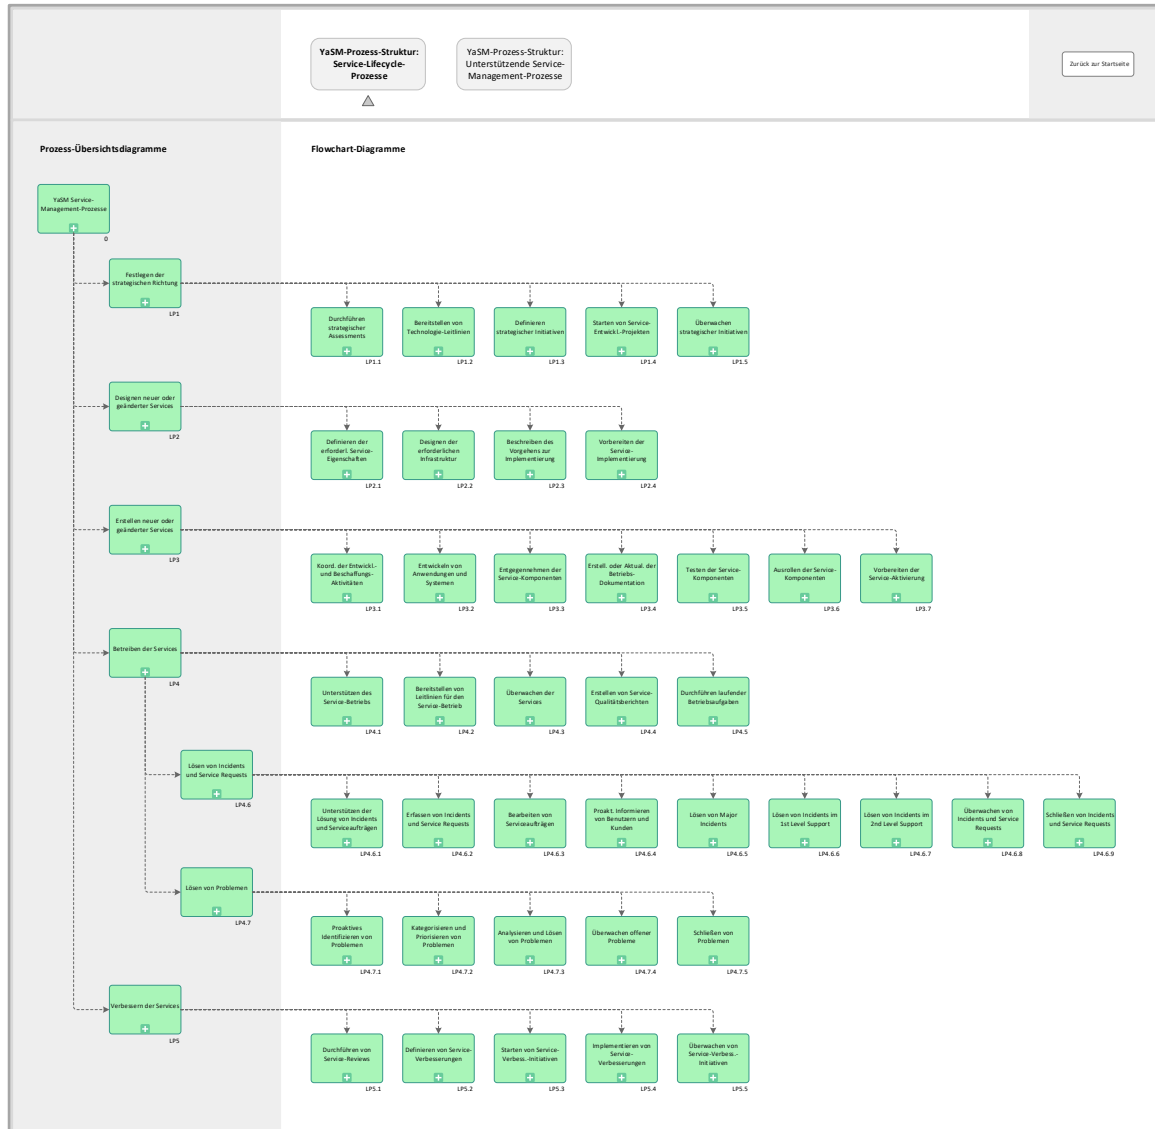 YaSM-Prozess-Struktur:
Service-Lifecycle-
Prozesse
YaSM-Prozess-Struktur:
Unterstützende Service-
Management-Prozesse
Zurück zur Startseite
Prozess-Übersichtsdiagramme
Flowchart-Diagramme
YaSM Service-
Management-Prozesse
0
Festlegen der
strategischen Richtung
LP1
Durchführen
strategischer
Assessments
LP1.1
Bereitstellen von
Technologie-Leitlinien
LP1.2
Definieren
strategischer Initiativen
LP1.3
Starten von Service-
Entwickl.-Projekten
LP1.4
Überwachen
strategischer Initiativen
LP1.5
Designen neuer oder
geänderter Services
LP2
Definieren der
erforderl. Service-
Eigenschaften
LP2.1
Designen der
erforderlichen
Infrastruktur
LP2.2
Beschreiben des
Vorgehens zur
Implementierung
LP2.3
Vorbereiten der
Service-
Implementierung
LP2.4
Erstellen neuer oder
geänderter Services
LP3
Koord. der Entwickl.-
und Beschaffungs-
Aktivitäten
LP3.1
Entwickeln von
Anwendungen und
Systemen
LP3.2
Entgegennehmen der
Service-Komponenten
LP3.3
Erstell. oder Aktual. der
Betriebs-
Dokumentation
LP3.4
Testen der Service-
Komponenten
LP3.5
Ausrollen der Service-
Komponenten
LP3.6
Vorbereiten der
Service-Aktivierung
LP3.7
Betreiben der Services
LP4
Unterstützen des
Service-Betriebs
LP4.1
Bereitstellen von
Leitlinien für den
Service-Betrieb
LP4.2
Überwachen der
Services
LP4.3
Erstellen von Service-
Qualitätsberichten
LP4.4
Durchführen laufender
Betriebsaufgaben
LP4.5
Lösen von Incidents
und Service Requests
LP4.6
Unterstützen der
Lösung von Incidents
und Serviceaufträgen
LP4.6.1
Erfassen von Incidents
und Service Requests
LP4.6.2
Bearbeiten von
Serviceaufträgen
LP4.6.3
Proakt. Informieren
von Benutzern und
Kunden
LP4.6.4
Lösen von Major
Incidents
LP4.6.5
Lösen von Incidents im
1st Level Support
LP4.6.6
Lösen von Incidents im
2nd Level Support
LP4.6.7
Überwachen von
Incidents und Service
Requests
LP4.6.8
Schließen von Incidents
und Service Requests
LP4.6.9
Lösen von Problemen
LP4.7
Proaktives
Identifizieren von
Problemen
LP4.7.1
Kategorisieren und
Priorisieren von
Problemen
LP4.7.2
Analysieren und Lösen
von Problemen
LP4.7.3
Überwachen offener
Probleme
LP4.7.4
Schließen von
Problemen
LP4.7.5
Verbessern der Services
LP5
Durchführen von
Service-Reviews
LP5.1
Definieren von Service-
Verbesserungen
LP5.2
Starten von Service-
Verbess.-Initiativen
LP5.3
Implementieren von
Service-
Verbesserungen
LP5.4
Überwachen von
Service-Verbess.-
Initiativen
LP5.5